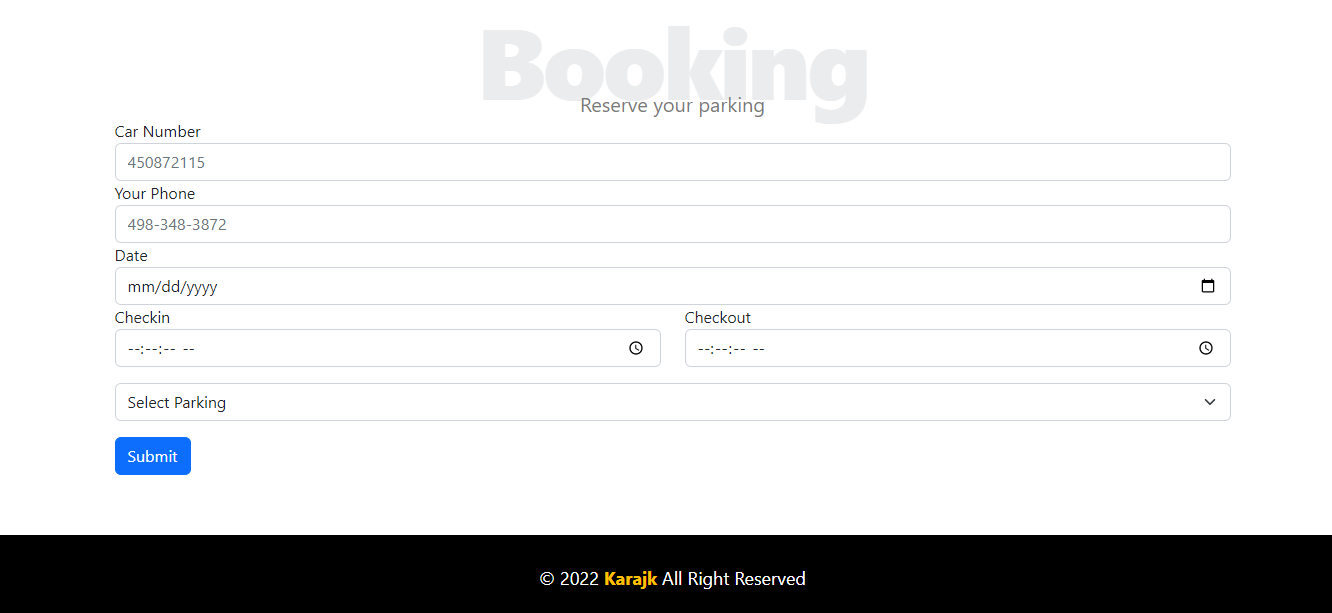 Booking
Reserve your parking
Car Number
450872115
Your Phone
498-348-3872
Date
mm/dd/yyyy
Checkin Checkout
--:--:-- -- --:--:-- --
Select Parking
Submit
© 2022 Karajk All Right Reserved